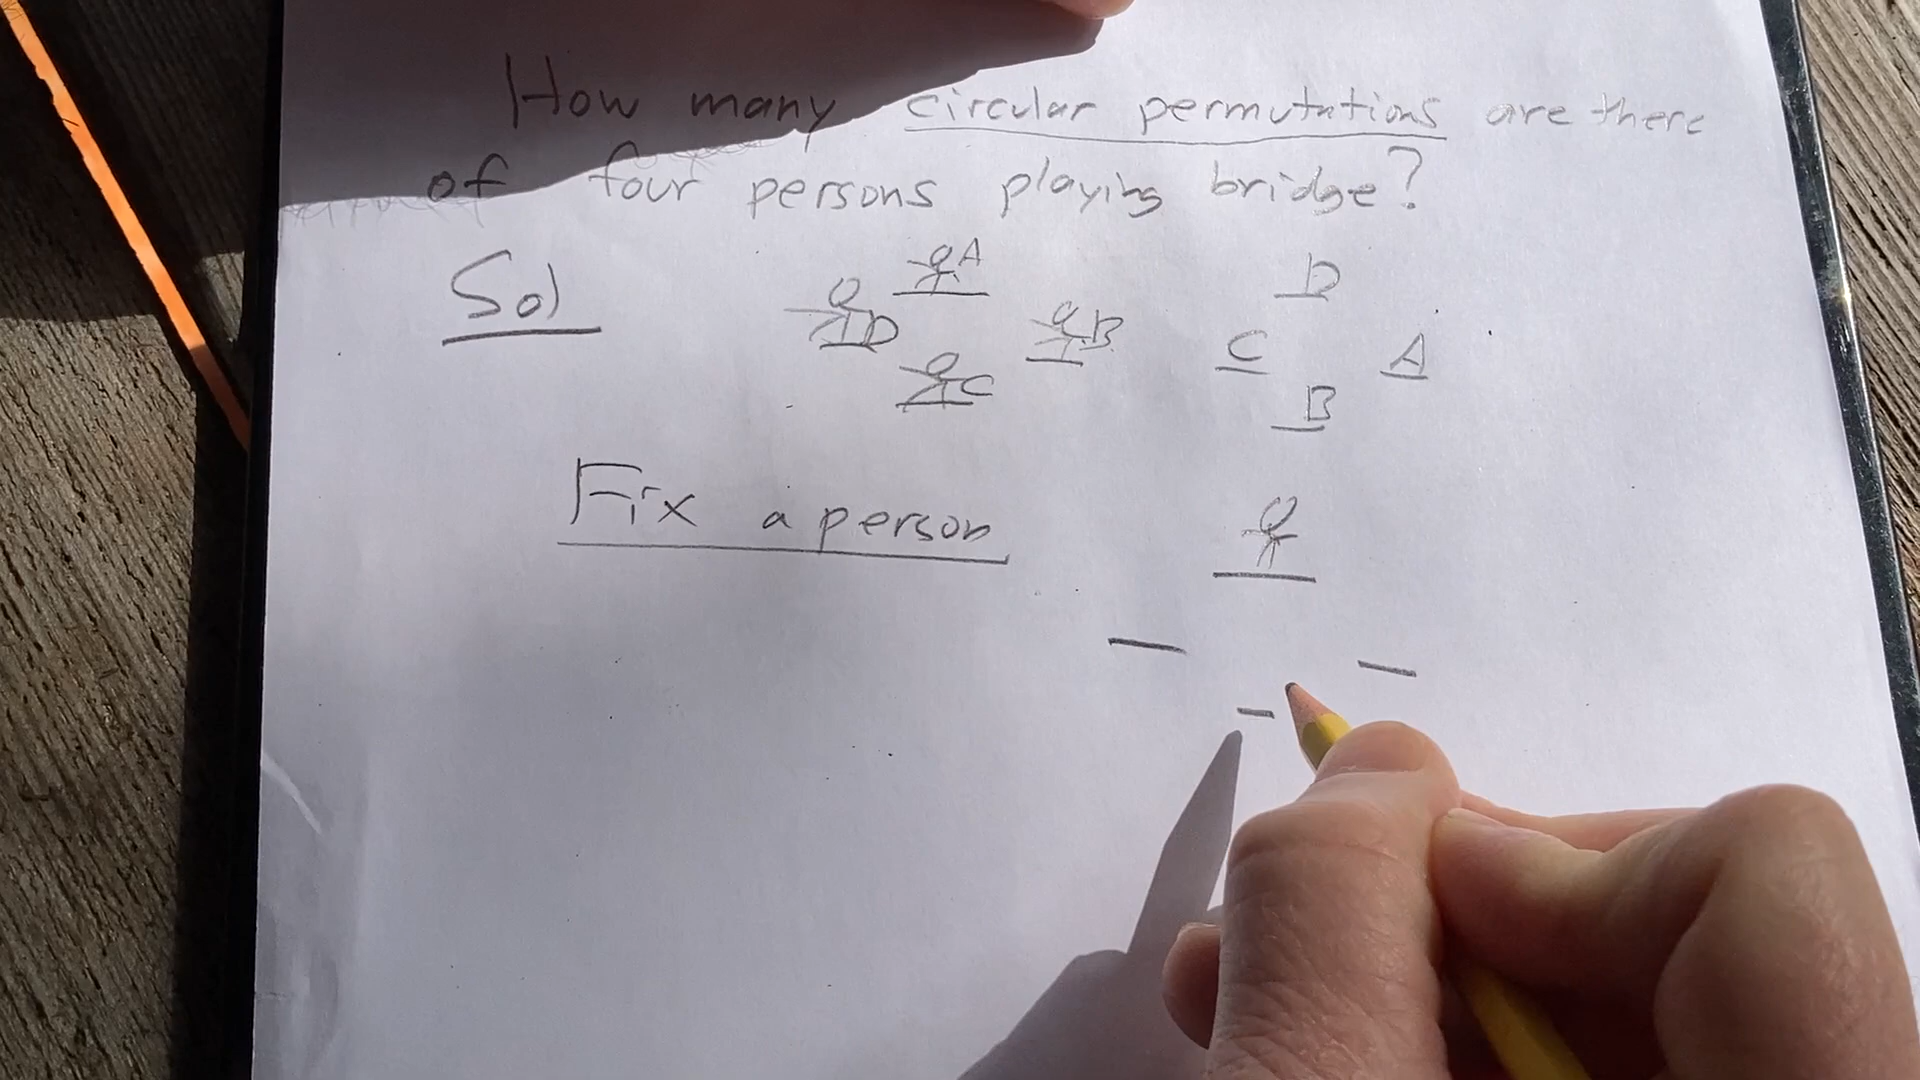 How many circular permutations are there
of four persons playing bridge?
Sol
A
D
B
C
D
C
A
B
Fix a person